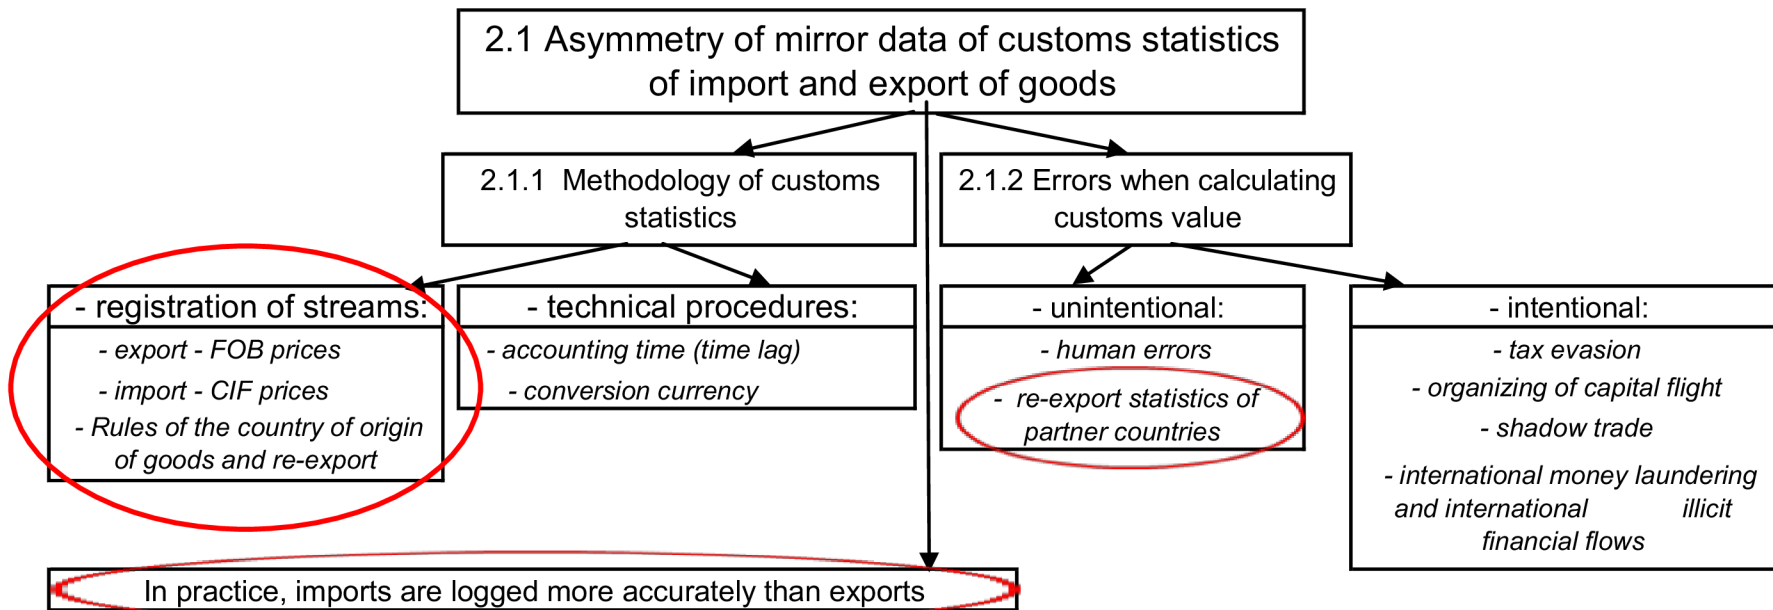 2.1 Asymmetry of mirror data of customs statistics
of import and export of goods
2.1.1 Methodology of customs
statistics
2.1.2 Errors when calculating
customs value
- registration of streams:
- export - FOB prices
- import - CIF prices
- Rules of the country of origin
of goods and re-export
- technical procedures:
- accounting time (time lag)
- conversion currency
- unintentional:
- human errors
- re-export statistics of
partner countries
- intentional:
- tax evasion
- organizing of capital flight
- shadow trade
- international money laundering
and international illicit
financial flows
In practice, imports are logged more accurately than exports